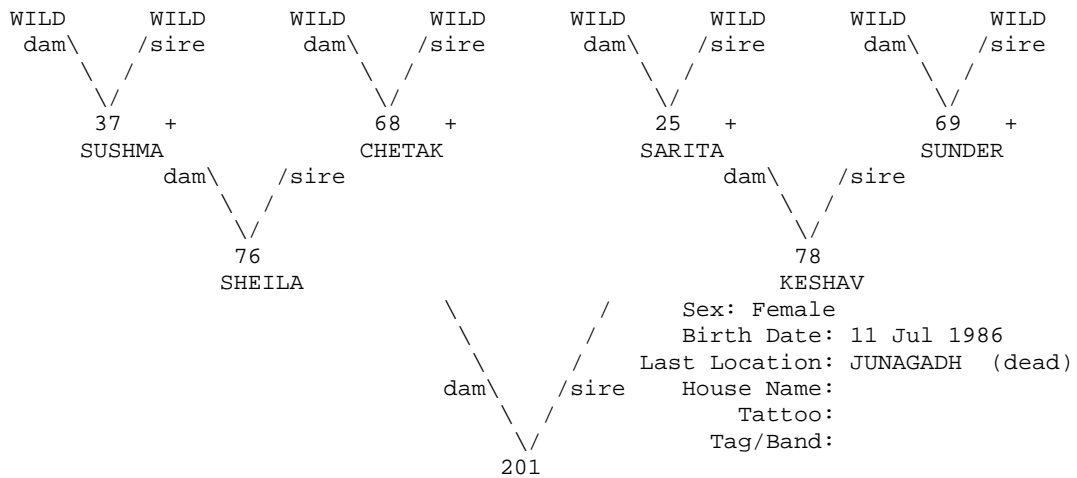 WILD WILD WILD WILD WILD WILD WILD WILD
dam\ /sire dam\ /sire dam\ /sire dam\ /sire
\ / \ / \ / \ /
\/ \/ \/ \/
37 + 68 + 25 + 69 +
SUSHMA CHETAK SARITA SUNDER
dam\ /sire dam\ /sire
\ / \ /
\/ \/
76 78
SHEILA KESHAV
\ / Sex: Female
\ / Birth Date: 11 Jul 1986
\ / Last Location: JUNAGADH (dead)
dam\ /sire House Name:
\ / Tattoo:
\/ Tag/Band:
201